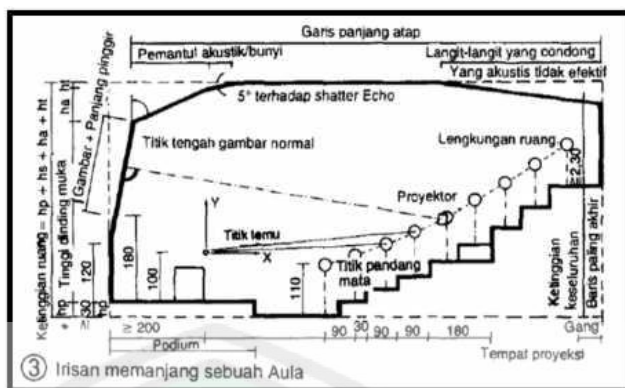 Garis panjang atap
Pemantul akustik/bunyi
Langit-langit yang condong
Yang akustis tidak efektif
5° terhadap shatter Echo
Ketinggian ruang = hp + hs + ha + ht
Tinggi dinding muka
ha
ht
Gambar + Panjang pinggir
Titik tengah gambar normal
Lengkungan ruang
Proyektor
Y
X
Titik temu
Titik pandang
mata
≥2,30
Ketinggian
keseluruhan
Baris paling akhir
hp
30
120
180
100
110
hp
≥ 200
90
30
90
90
180
Gang
Podium
Tempat proyeksi
③ Irisan memanjang sebuah Aula